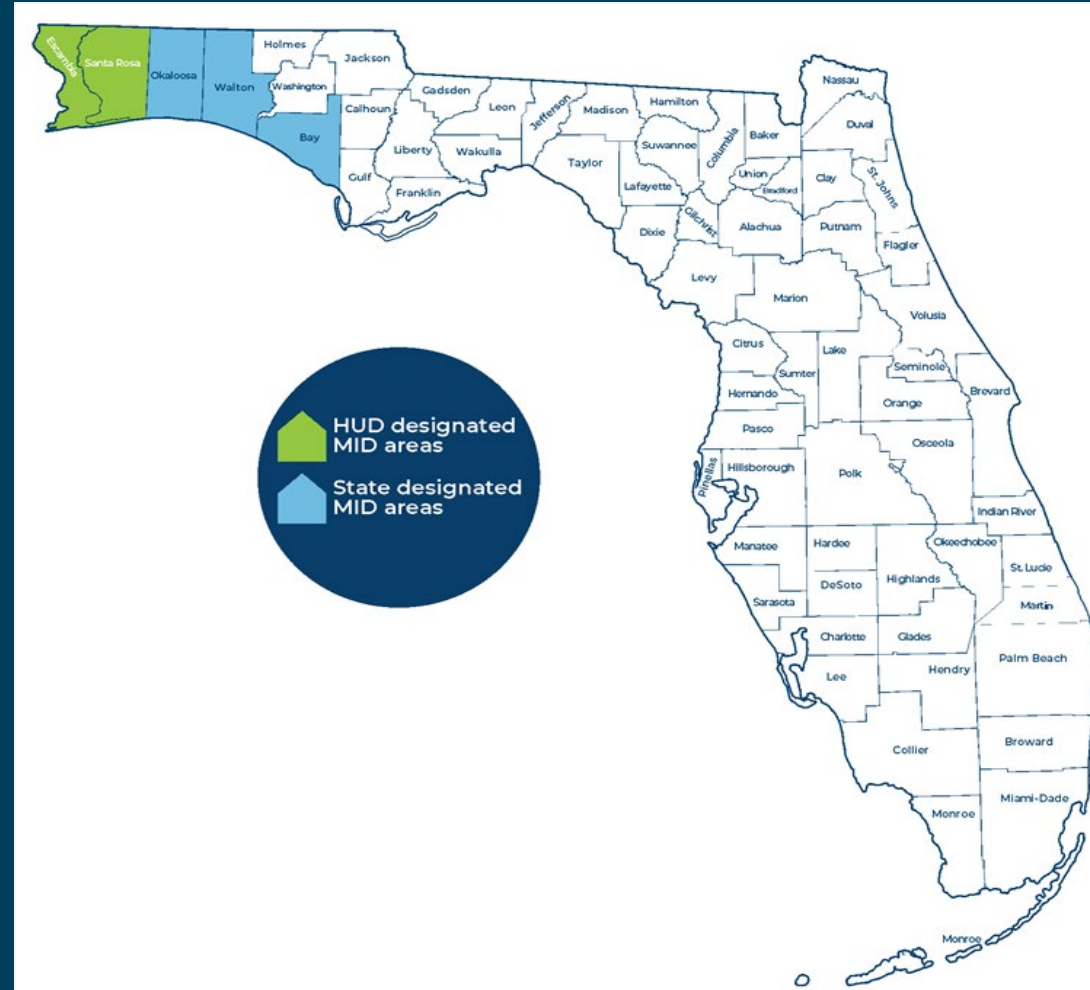 Escambia
Santa Rosa
Okaloosa
Walton
Holmes
Washington
Jackson
Bay
Calhoun
Gulf
Gadsden
Liberty
Franklin
Leon
Wakulla
Jefferson
Madison
Taylor
Hamilton
Suwannee
Lafayette
Dixie
Columbia
Gilchrist
Levy
Baker
Union
Bradford
Alachua
Nassau
Duval
Clay
St. Johns
Putnam
Flagler
Marion
Volusia
Citrus
Sumter
Lake
Seminole
Hernando
Orange
Brevard
Pasco
Osceola
Pinellas
Hillsborough
Polk
Indian River
Manatee
Hardee
Okeechobee
St. Lucie
DeSoto
Highlands
Sarasota
Martin
Charlotte
Glades
Lee
Hendry
Palm Beach
Collier
Broward
Miami-Dade
Monroe
Monroe
HUD designated
MID areas
State designated
MID areas